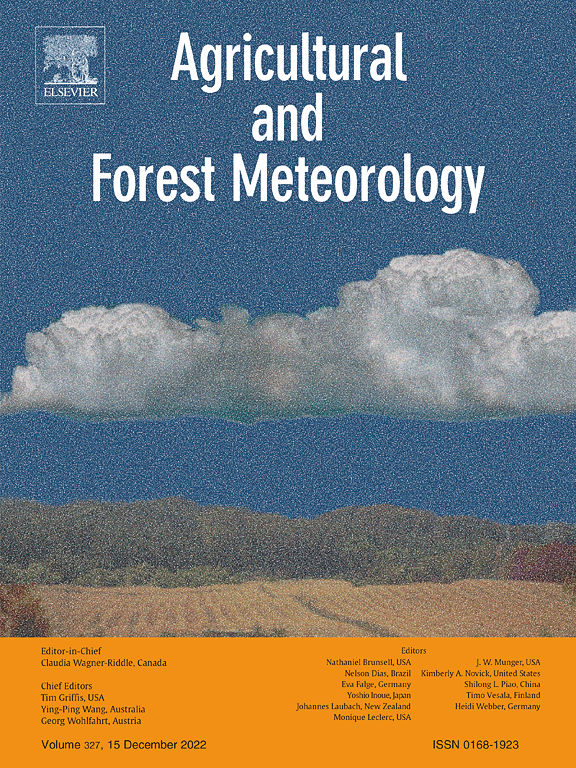 ELSEVIER
Agricultural
and
Forest Meteorology
Editor-in-Chief
Claudia Wagner-Riddle, Canada
Chief Editors
Tim Griffis, USA
Ying-Ping Wang, Australia
Georg Wohlfahrt, Austria
Editors
Nathaniel Brunsell, USA
Nelson Dias, Brazil
Eva Falge, Germany
Yoshio Inoue, Japan
Johannes Laubach, New Zealand
Monique Leclerc, USA
J. W. Munger, USA
Kimberly A. Novick, United States
Shilong L. Piao, China
Timo Vesala, Finland
Heidi Webber, Germany
Volume 327, 15 December 2022
ISSN 0168-1923